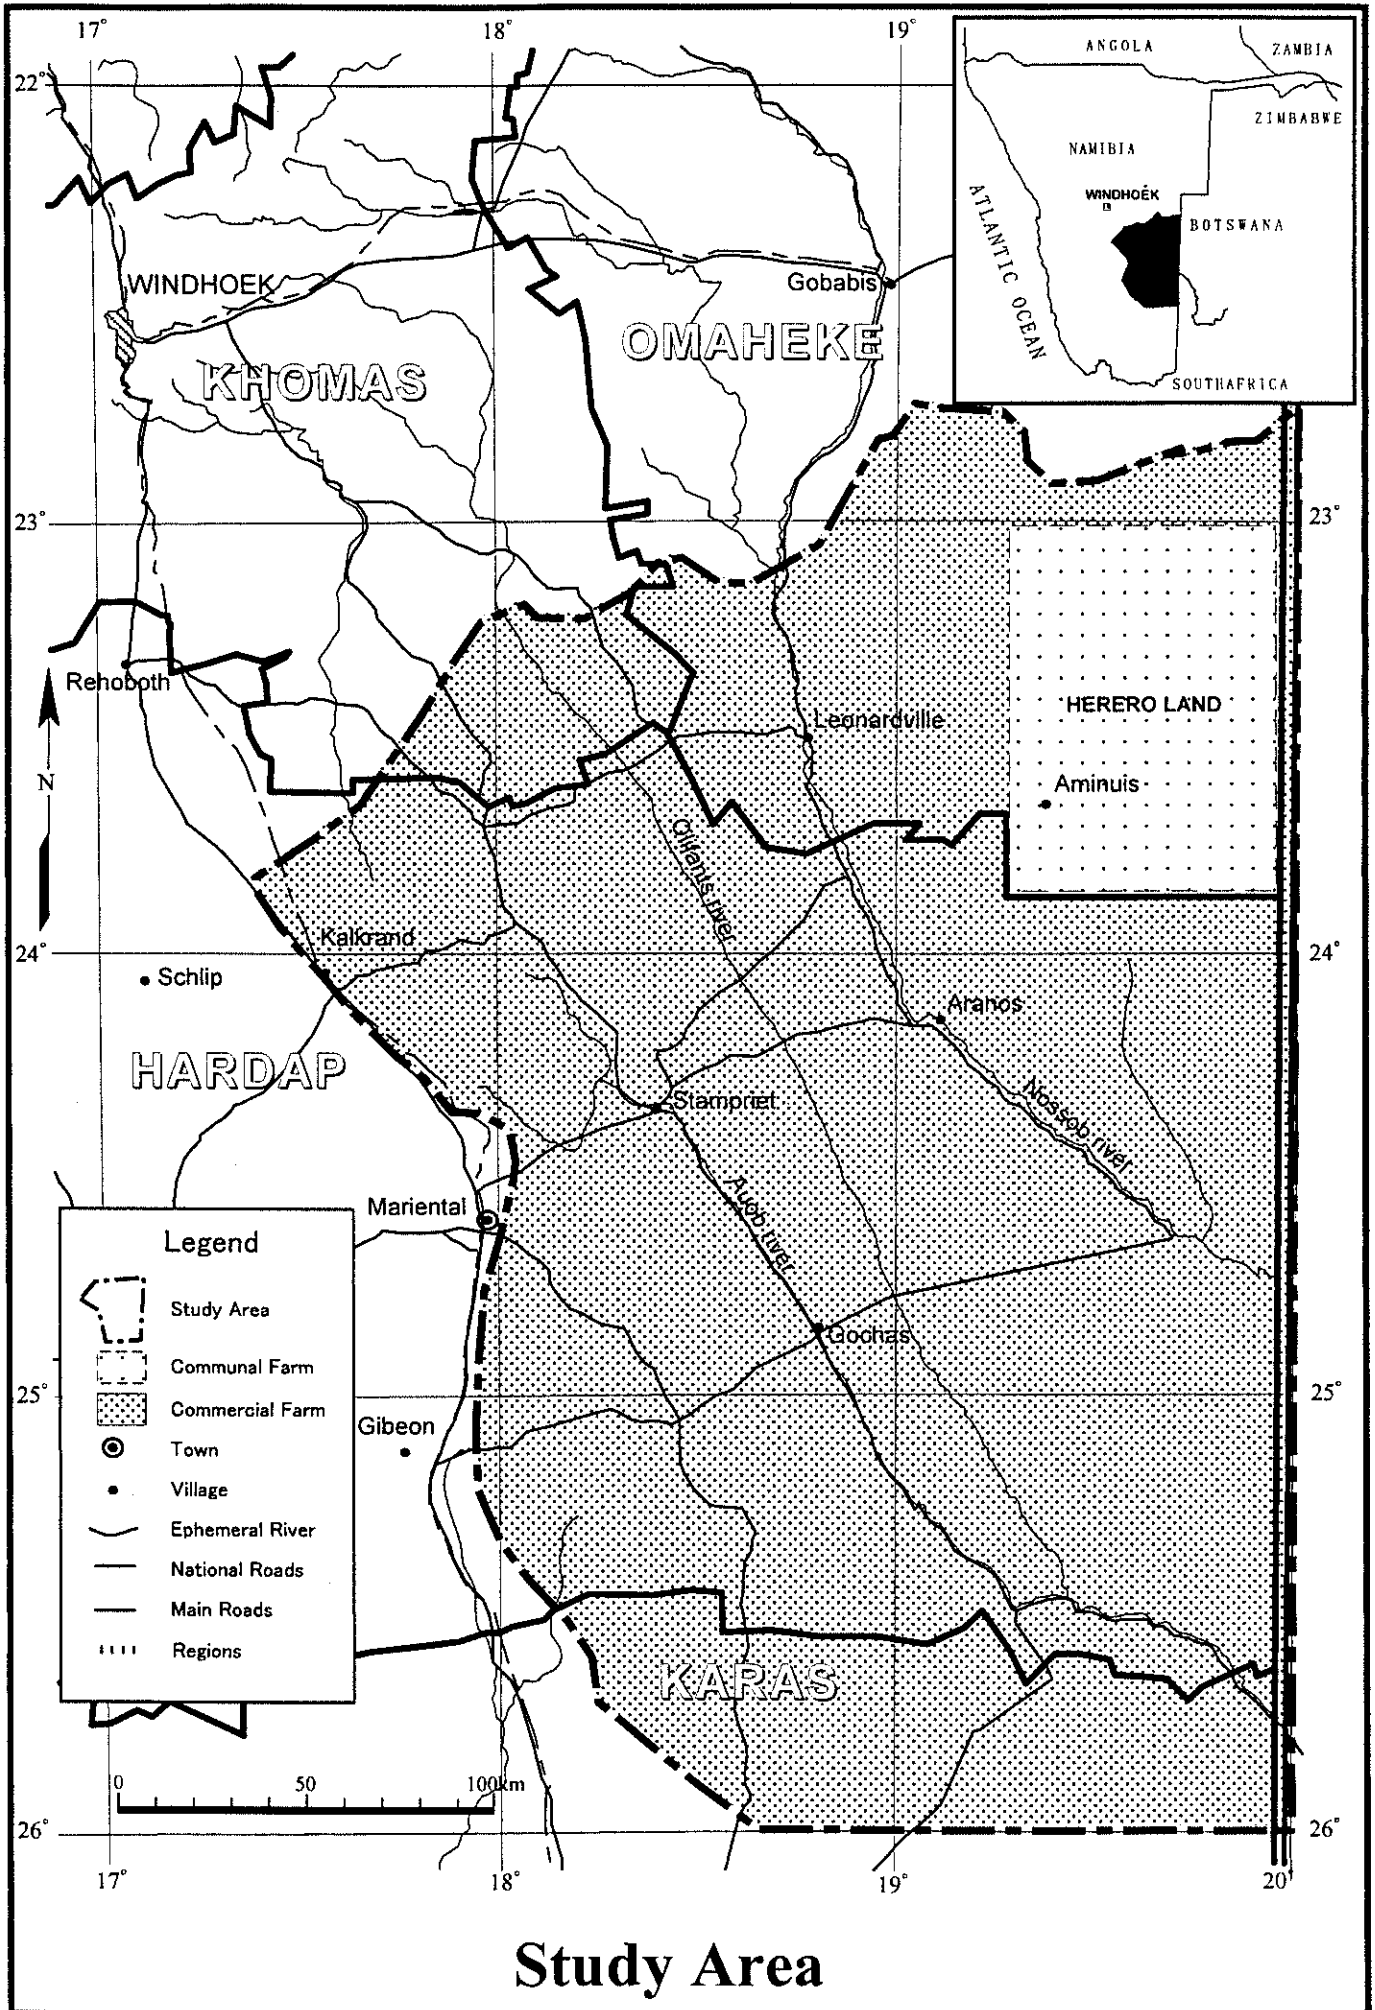 17°
18°
19°
22°
ANGOLA
ZAMBIA
ZIMBABWE
NAMIBIA
WINDHOEK
BOTSWANA
ATLANTIC OCEAN
SOUTHAFRICA
WINDHOEK
Gobabis
OMAHEKE
KHOMAS
23°
23°
Rehoboth
HERERO LAND
Leonardville
N
Aminuis
Olifants river
Kalkrand
24°
24°
Schlip
Aranos
HARDAP
Stampriet
Nossob river
Auob river
Mariental
Legend
Study Area
Communal Farm
Commercial Farm
Town
Village
Ephemeral River
National Roads
Main Roads
Regions
Gochas
25°
25°
Gibeon
KARAS
0
50
100km
26°
26°
17°
18°
19°
20°
Study Area